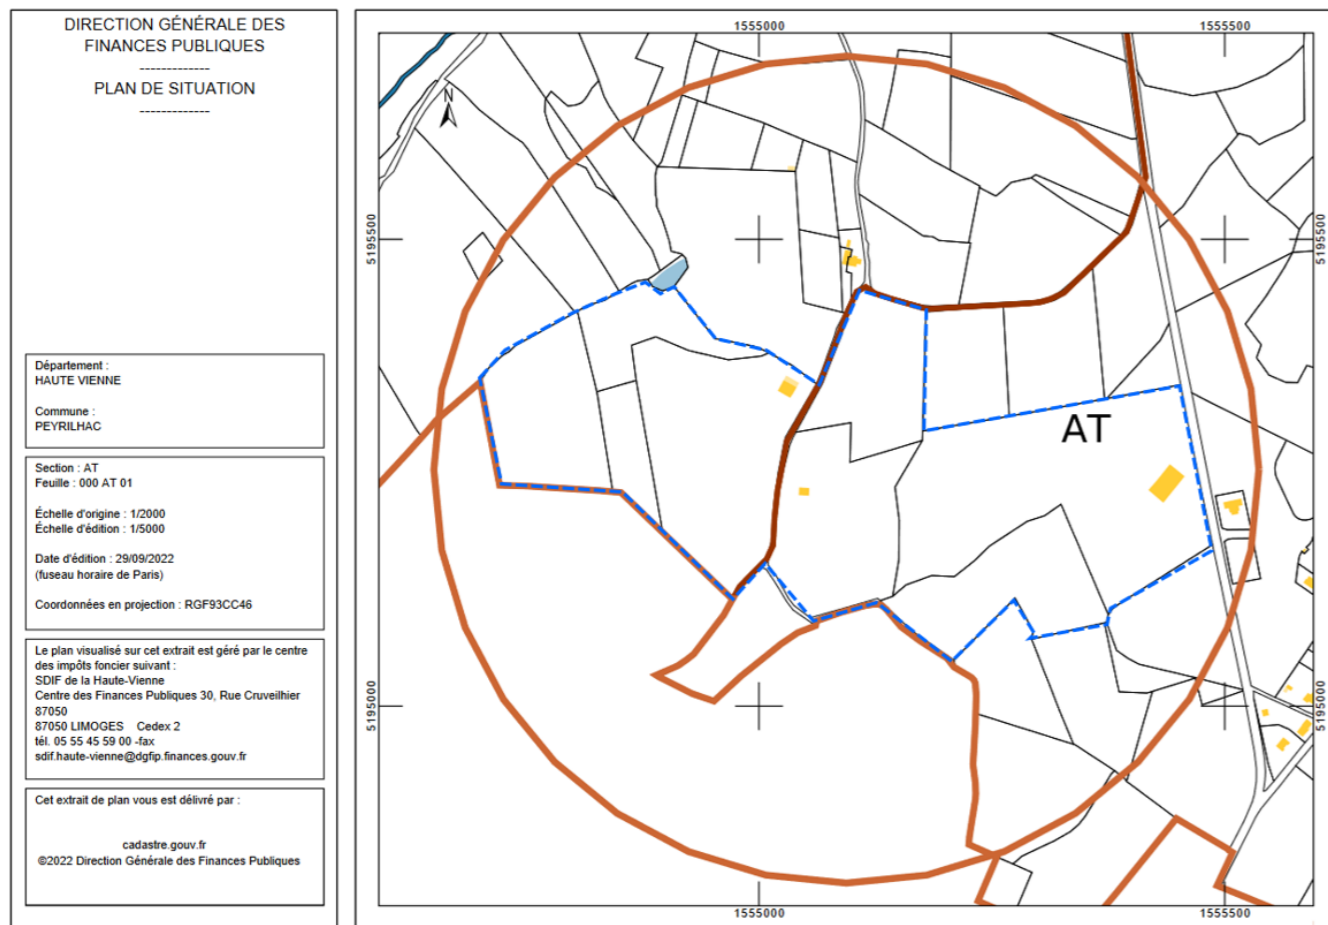 DIRECTION GÉNÉRALE DES
FINANCES PUBLIQUES
-------------
PLAN DE SITUATION
-------------
Département :
HAUTE VIENNE
Commune :
PEYRILHAC
Section : AT
Feuille : 000 AT 01
Échelle d'origine : 1/2000
Échelle d'édition : 1/5000
Date d'édition : 29/09/2022
(fuseau horaire de Paris)
Coordonnées en projection : RGF93CC46
Le plan visualisé sur cet extrait est géré par le centre
des impôts foncier suivant :
SDIF de la Haute-Vienne
Centre des Finances Publiques 30, Rue Cruveilhier
87050
87050 LIMOGES Cedex 2
tél. 05 55 45 59 00 -fax
sdif.haute-vienne@dgfip.finances.gouv.fr
Cet extrait de plan vous est délivré par :
cadastre.gouv.fr
©2022 Direction Générale des Finances Publiques
1555000
1555500
N
5195500
5195500
AT
5195000
5195000
1555000
1555500